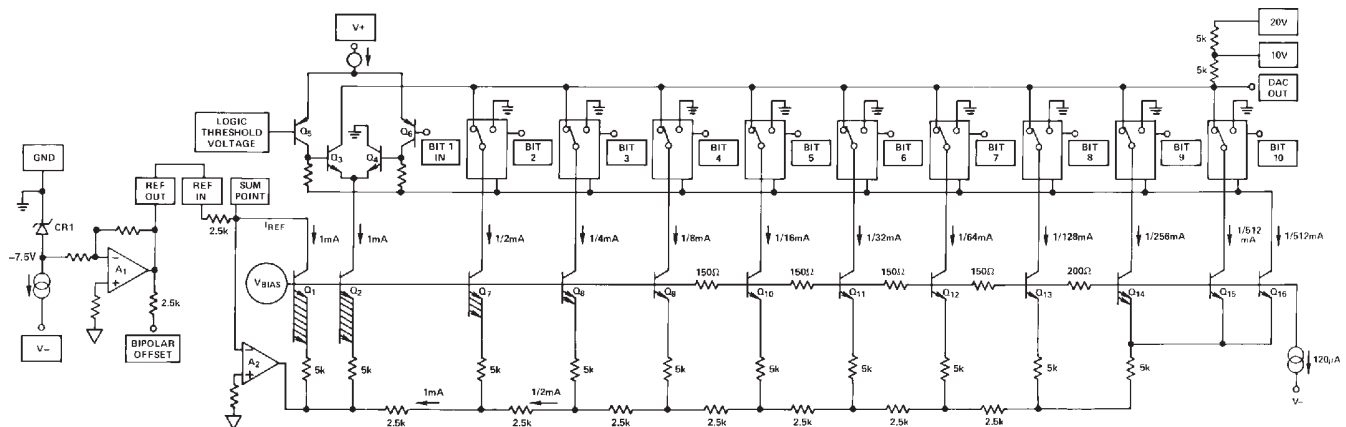 V+
20V
5k
10V
5k
DAC OUT
LOGIC THRESHOLD VOLTAGE
Q5
Q3
Q4
Q6
BIT 1 IN
BIT 2
BIT 3
BIT 4
BIT 5
BIT 6
BIT 7
BIT 8
BIT 9
BIT 10
GND
REF OUT
REF IN
SUM POINT
2.5k
IREF
CR1
1mA
1mA
1/2mA
1/4mA
1/8mA
1/16mA
1/32mA
1/64mA
1/128mA
1/256mA
1/512 mA
1/512mA
-7.5V
A1
VBIAS
150Ω
150Ω
150Ω
150Ω
200Ω
Q1
Q2
Q7
Q8
Q9
Q10
Q11
Q12
Q13
Q14
Q15
Q16
2.5k
V-
BIPOLAR OFFSET
A2
5k
5k
5k
5k
5k
5k
5k
5k
5k
5k
120μA
V-
1mA
1/2mA
2.5k
2.5k
2.5k
2.5k
2.5k
2.5k
2.5k